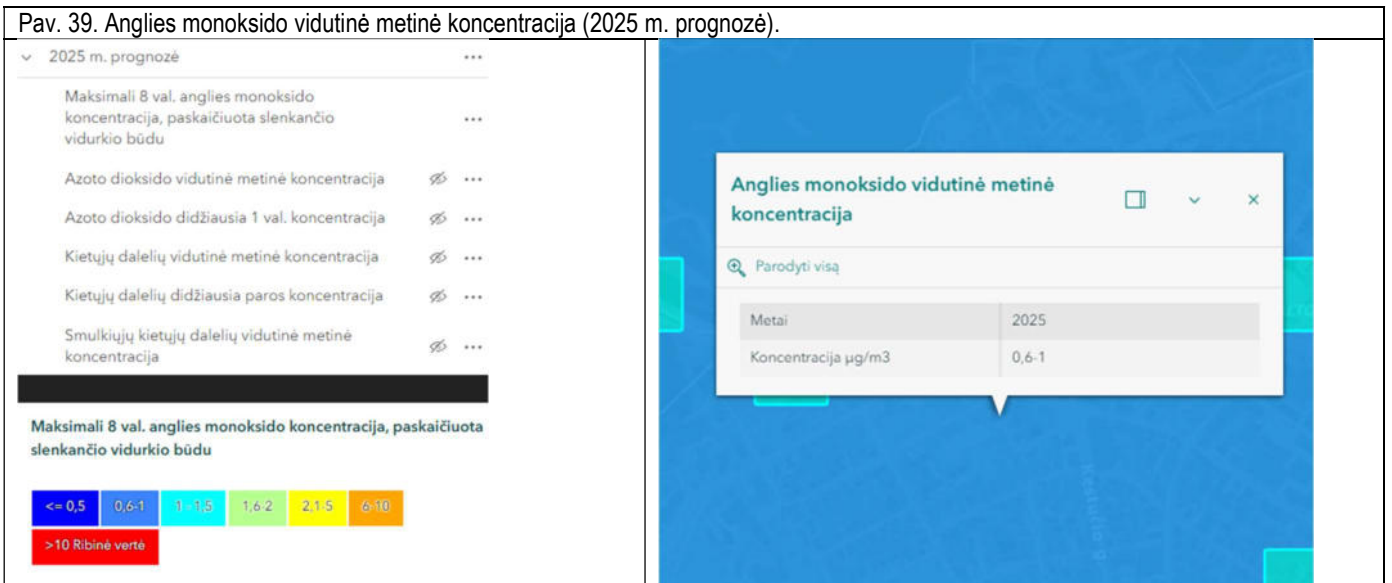 Pav. 39. Anglies monoksido vidutinė metinė koncentracija (2025 m. prognozė).
2025 m. prognozė
Maksimali 8 val. anglies monoksido
koncentracija, paskaičiuota slenkančio
vidurkio būdu
Azoto dioksido vidutinė metinė koncentracija
Azoto dioksido didžiausia 1 val. koncentracija
Kietųjų dalelių vidutinė metinė koncentracija
Kietųjų dalelių didžiausia paros koncentracija
Smulkiųjų kietųjų dalelių vidutinė metinė
koncentracija
Maksimali 8 val. anglies monoksido koncentracija, paskaičiuota
slenkančio vidurkio būdu
<= 0,5 0,6-1 1 - 1,5 1,6-2 2,1-5 6-10
>10 Ribinė vertė
Anglies monoksido vidutinė metinė
koncentracija
Parodyti visą
Metai 2025
Koncentracija µg/m3 0,6-1
Kęstučio g.